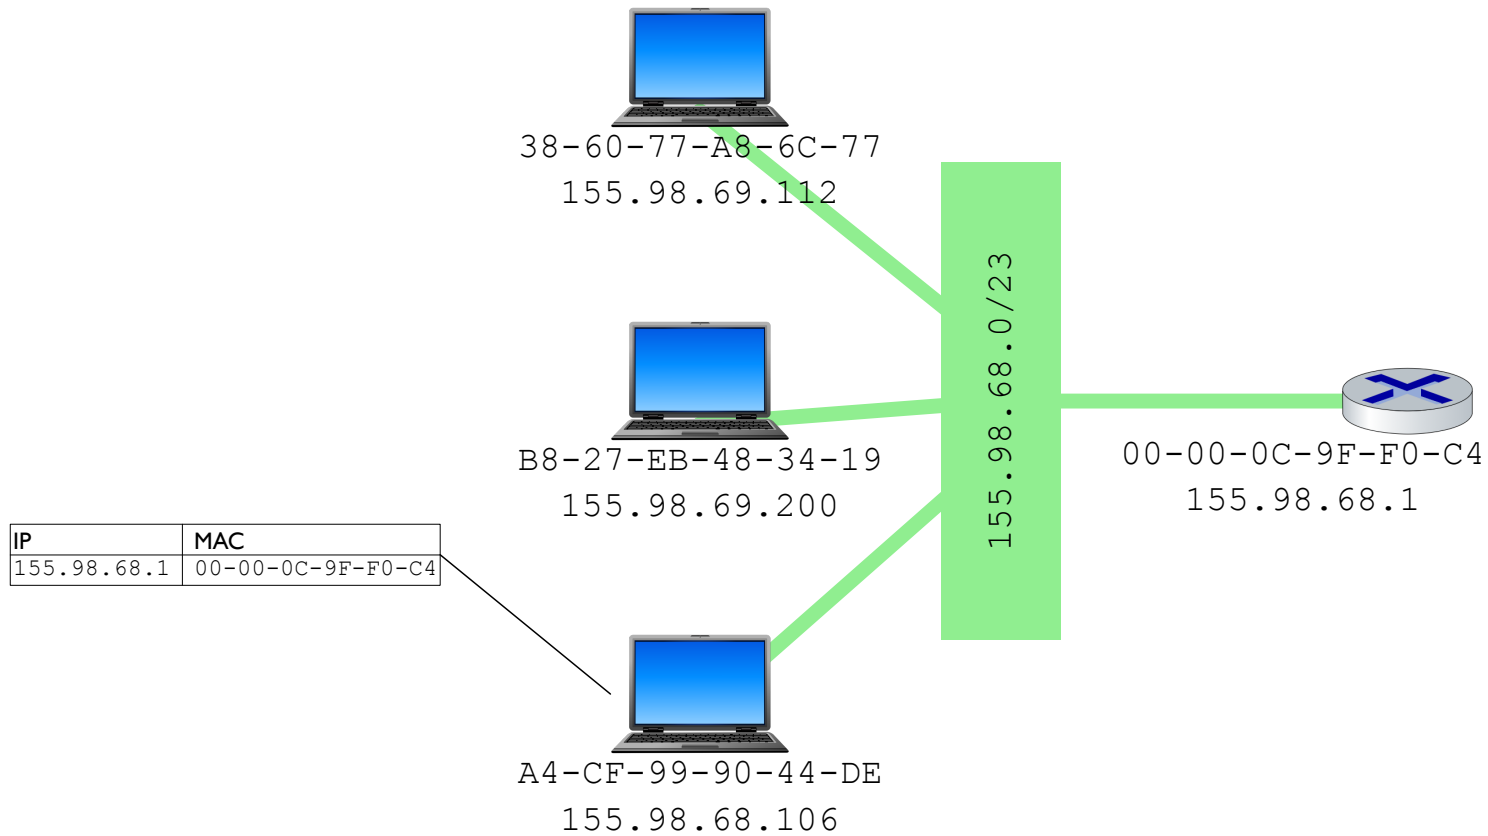 38-60-77-A8-6C-77
155.98.69.112
155.98.68.0/23
B8-27-EB-48-34-19
155.98.69.200
00-00-0C-9F-F0-C4
155.98.68.1
IP MAC
155.98.68.1 00-00-0C-9F-F0-C4
A4-CF-99-90-44-DE
155.98.68.106